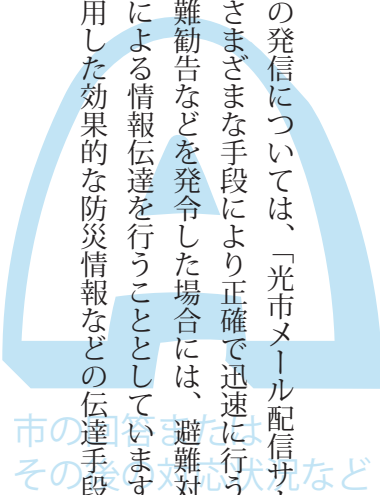 の発信については、「光市メール配信サ
さまざまな手段により正確で迅速に行う
難勧告などを発令した場合には、避難対
による情報伝達を行うこととしています
用した効果的な防災情報などの伝達手段
A
市の回答または
その後の対応状況など